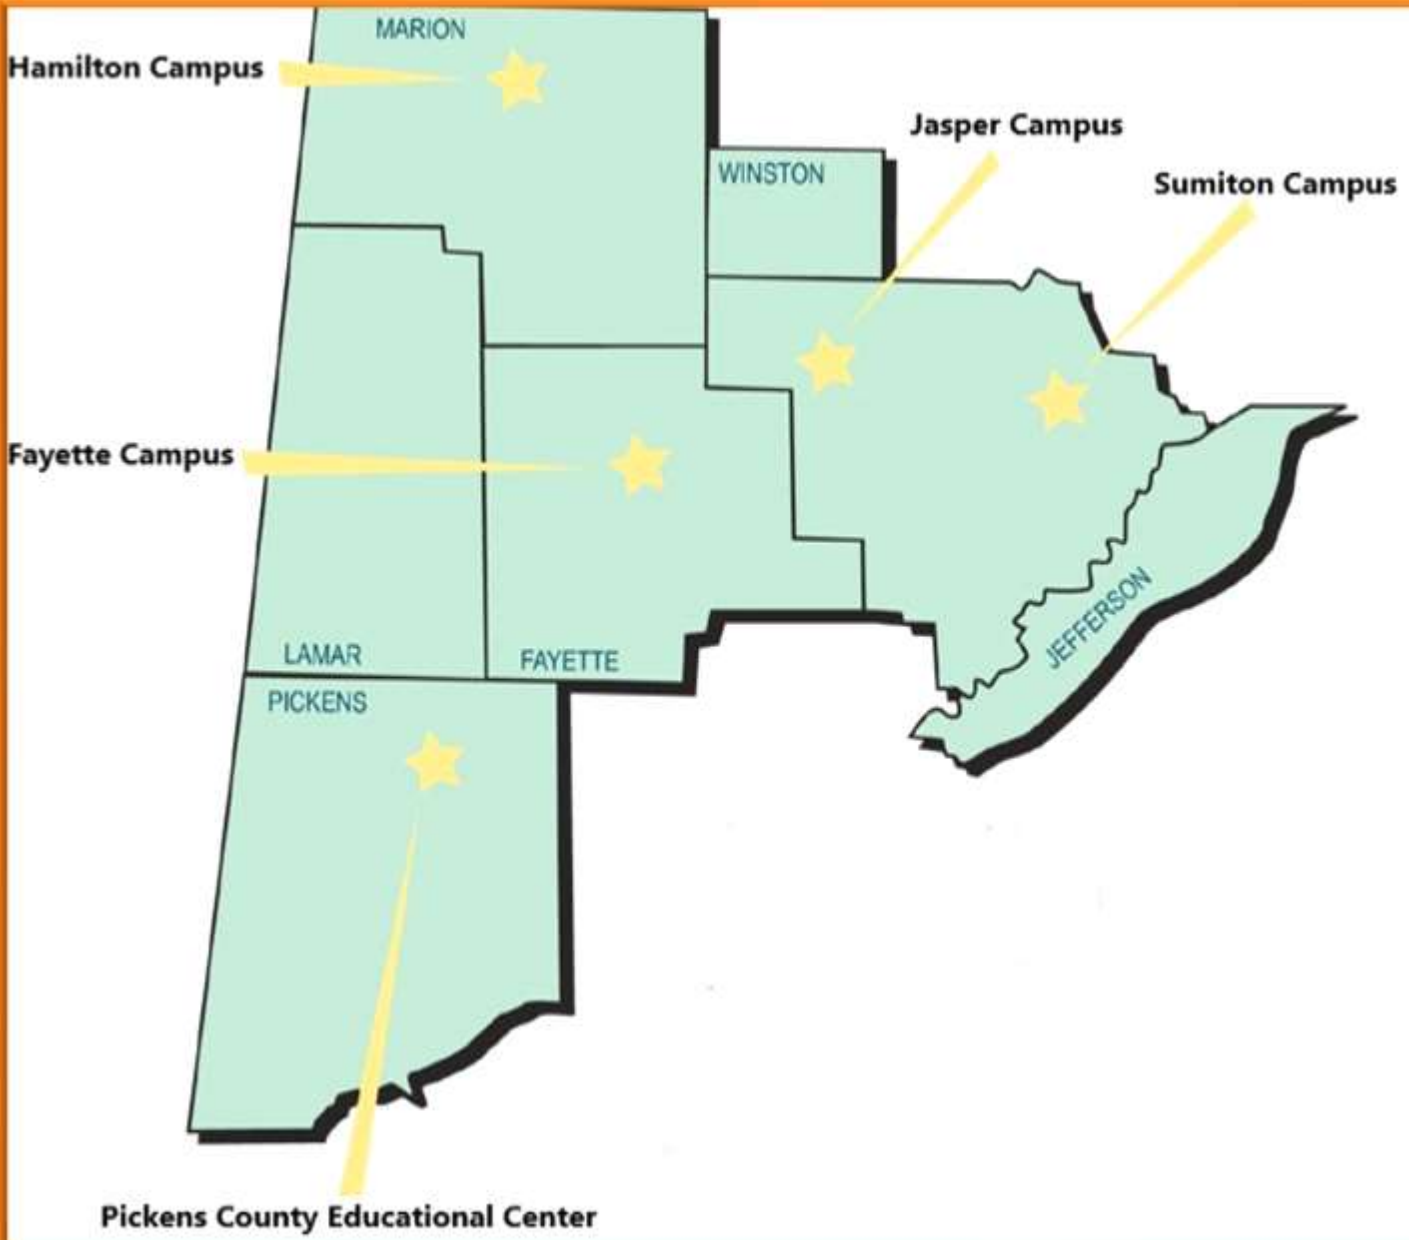 MARION
Hamilton Campus
Jasper Campus
WINSTON
Sumiton Campus
Fayette Campus
JEFFERSON
LAMAR
FAYETTE
PICKENS
Pickens County Educational Center